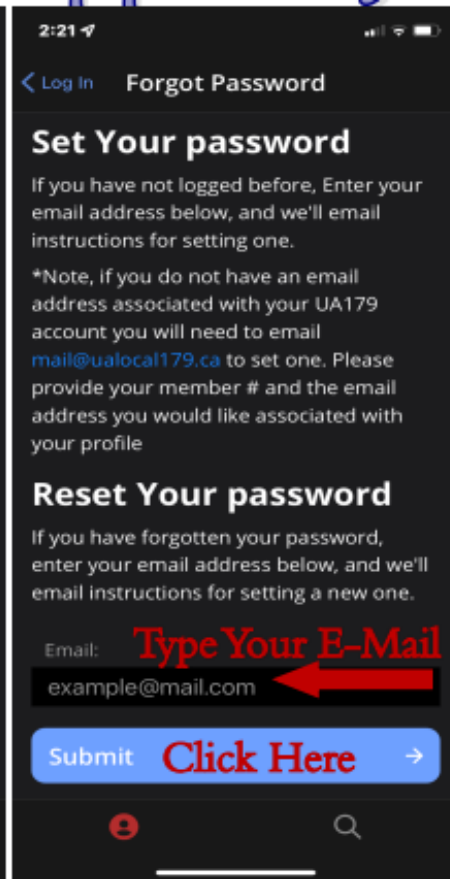 2:21
Log In Forgot Password
Set Your password
If you have not logged before, Enter your
email address below, and we'll email
instructions for setting one.
*Note, if you do not have an email
address associated with your UA179
account you will need to email
mail@ualocal179.ca to set one. Please
provide your member # and the email
address you would like associated with
your profile
Reset Your password
If you have forgotten your password,
enter your email address below, and we'll
email instructions for setting a new one.
Email: Type Your E-Mail
example@mail.com
Submit Click Here